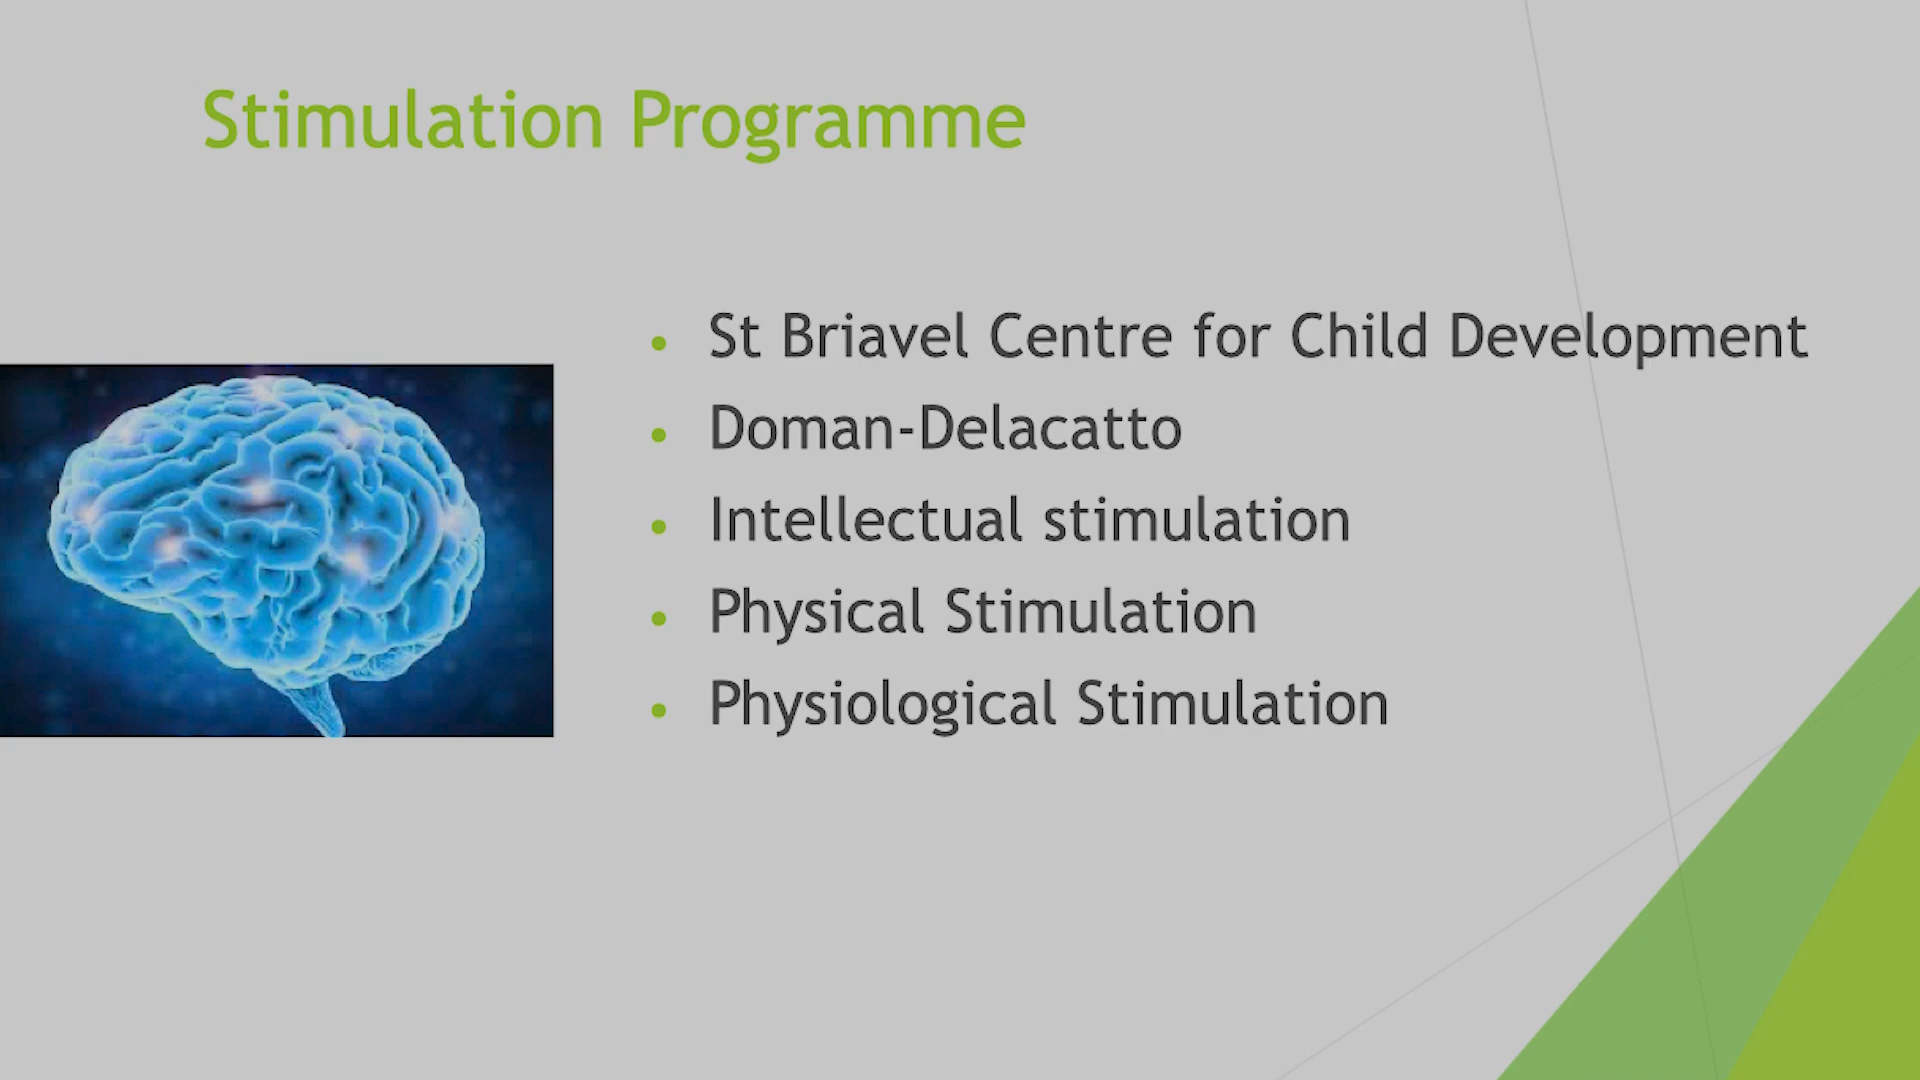 Stimulation Programme
• St Briavel Centre for Child Development
• Doman-Delacatto
• Intellectual stimulation
• Physical Stimulation
• Physiological Stimulation